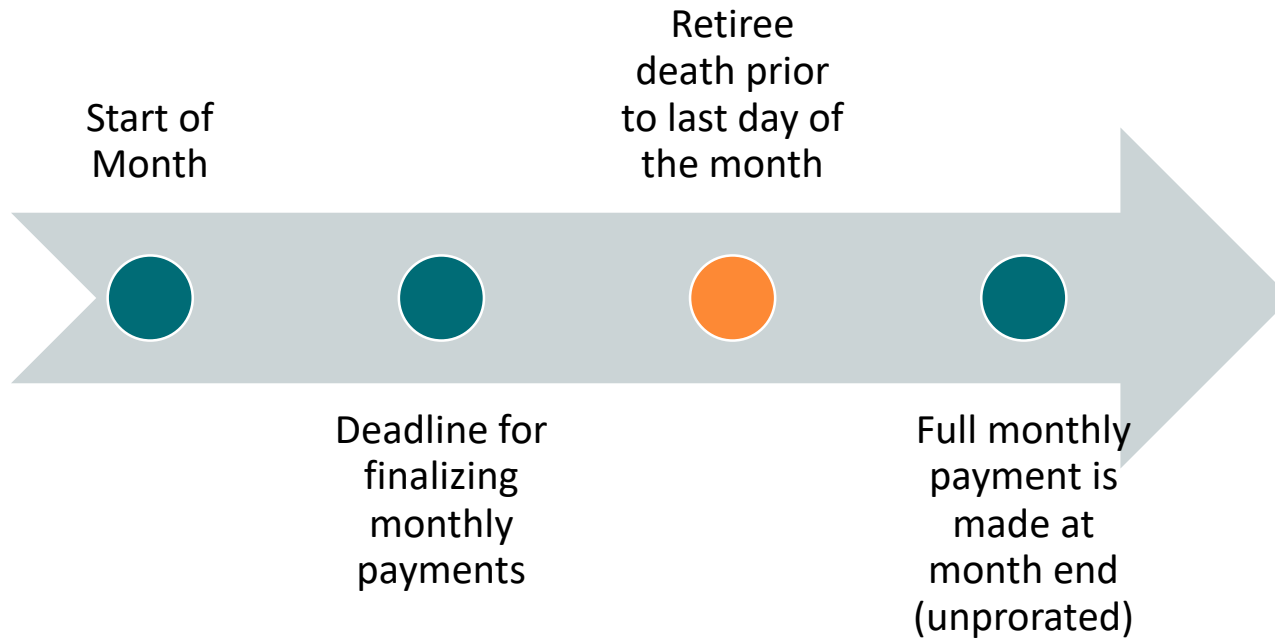 Start of
Month
Deadline for
finalizing
monthly
payments
Retiree
death prior
to last day of
the month
Full monthly
payment is
made at
month end
(unprorated)